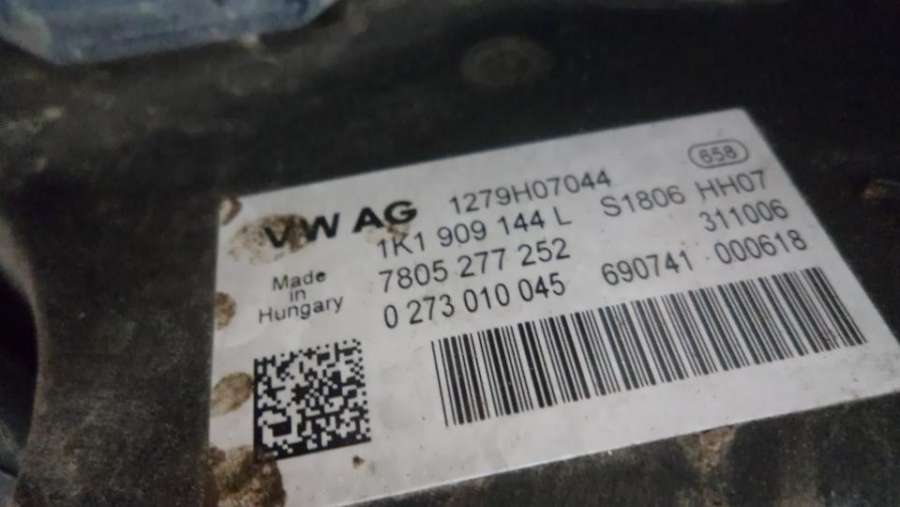 658
VW AG 1279H07044
1K1 909 144 L S1806 HH07
7805 277 252 311006
0 273 010 045 690741 000618
Made
in
Hungary